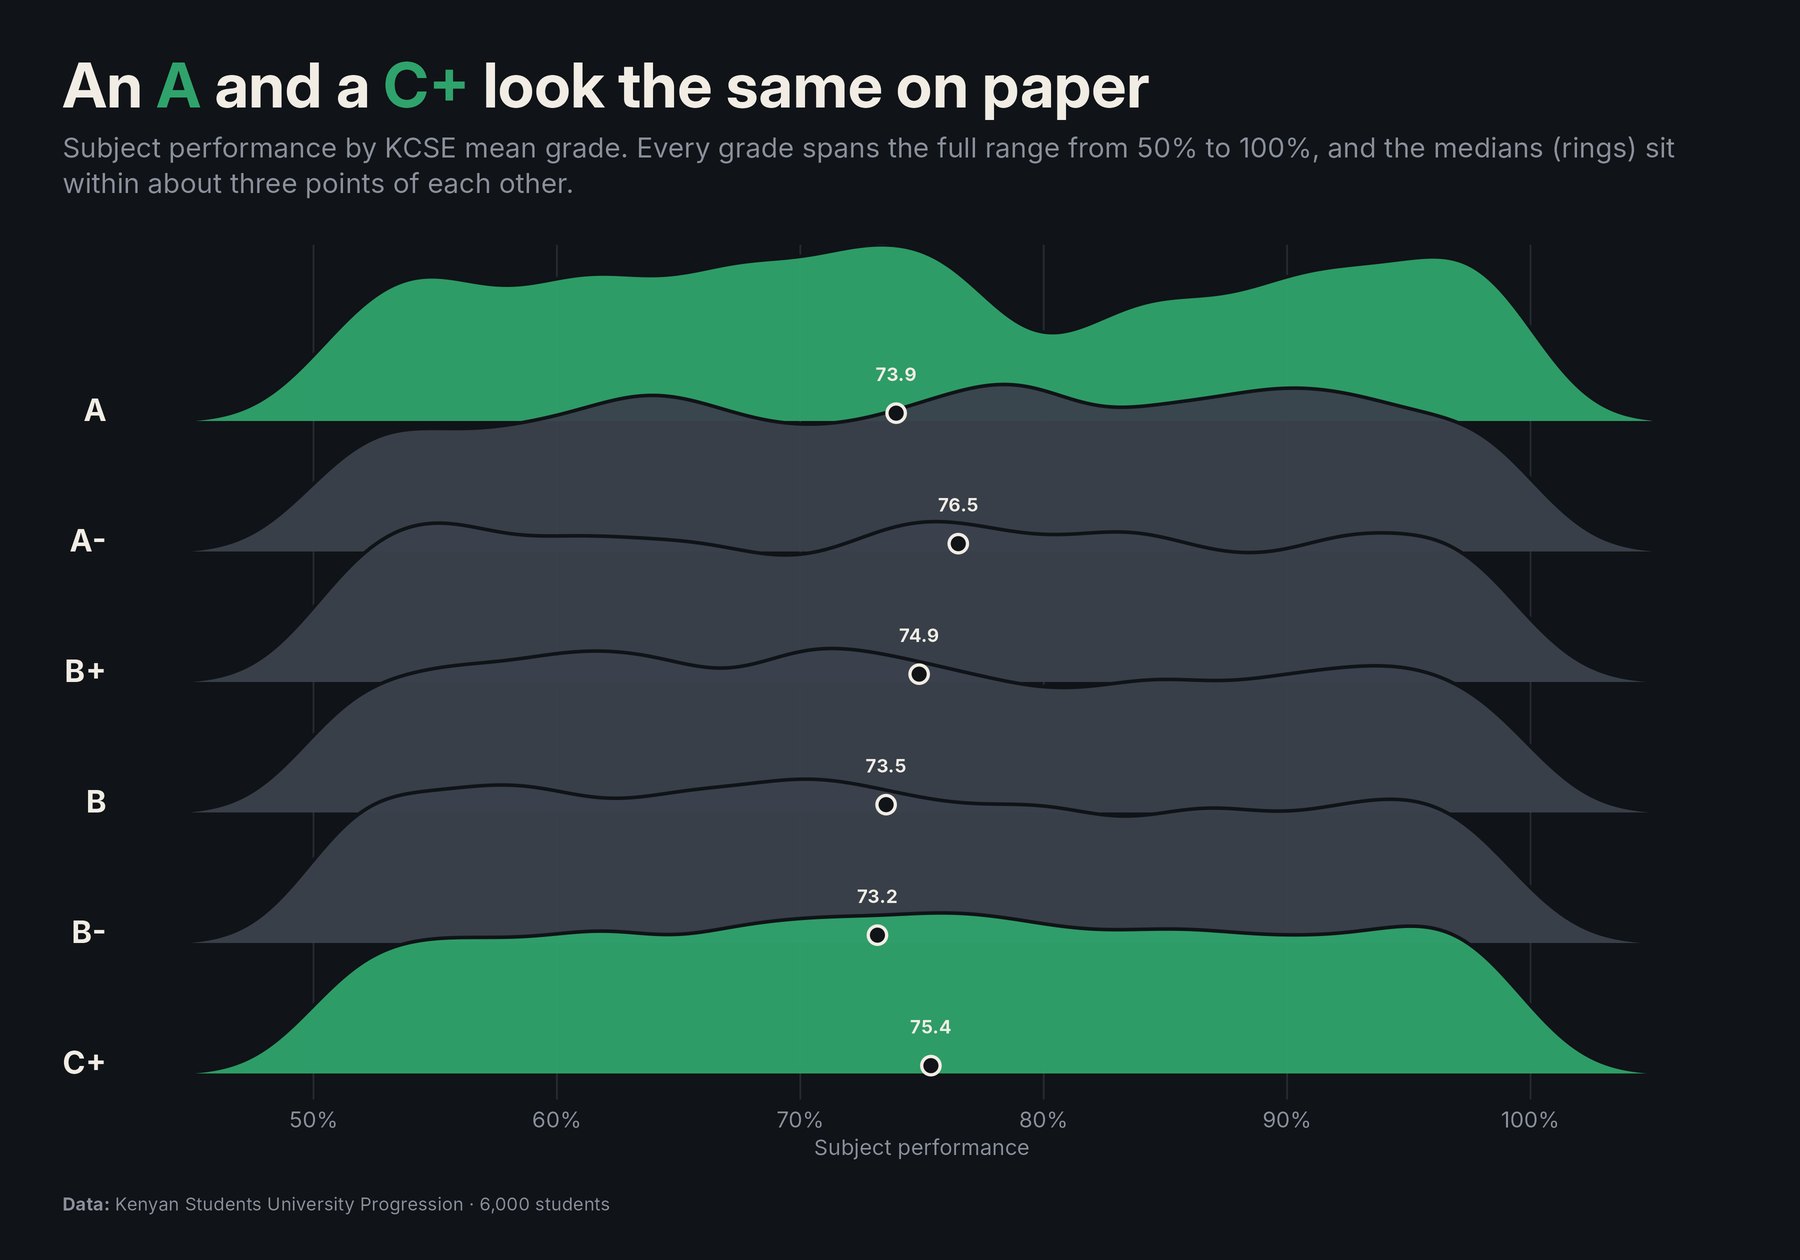 An A and a C+ look the same on paper
Subject performance by KCSE mean grade. Every grade spans the full range from 50% to 100%, and the medians (rings) sit
within about three points of each other.
73.9
A
76.5
A-
74.9
B+
73.5
B
73.2
B-
75.4
C+
50% 60% 70% 80% 90% 100%
Subject performance
Data: Kenyan Students University Progression · 6,000 students